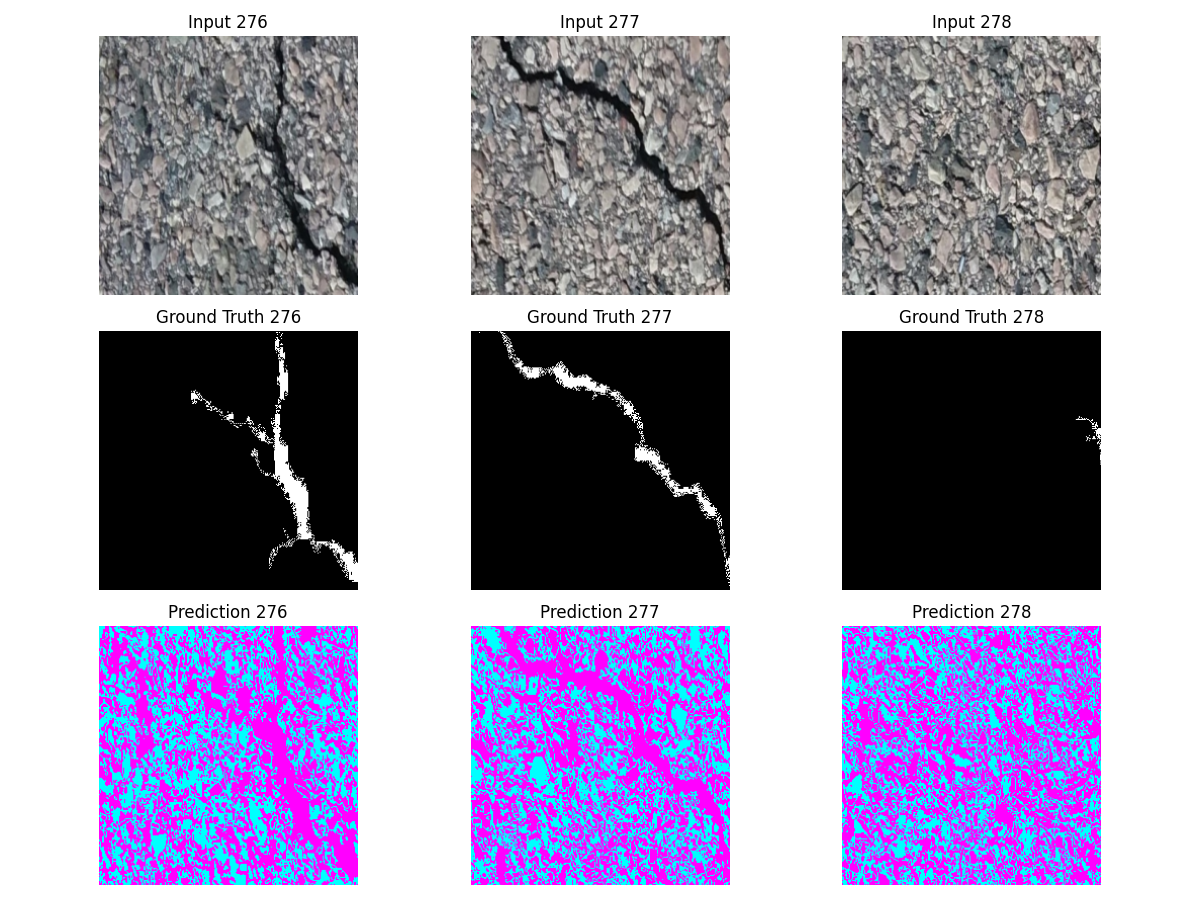 Input 276
Input 277
Input 278
Ground Truth 276
Ground Truth 277
Ground Truth 278
Prediction 276
Prediction 277
Prediction 278